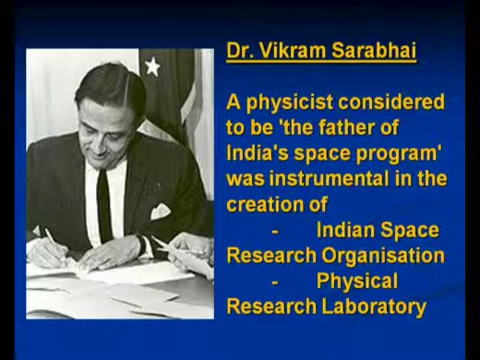 Dr. Vikram Sarabhai
A physicist considered
to be 'the father of
India's space program'
was instrumental in the
creation of
- Indian Space
Research Organisation
- Physical
Research Laboratory